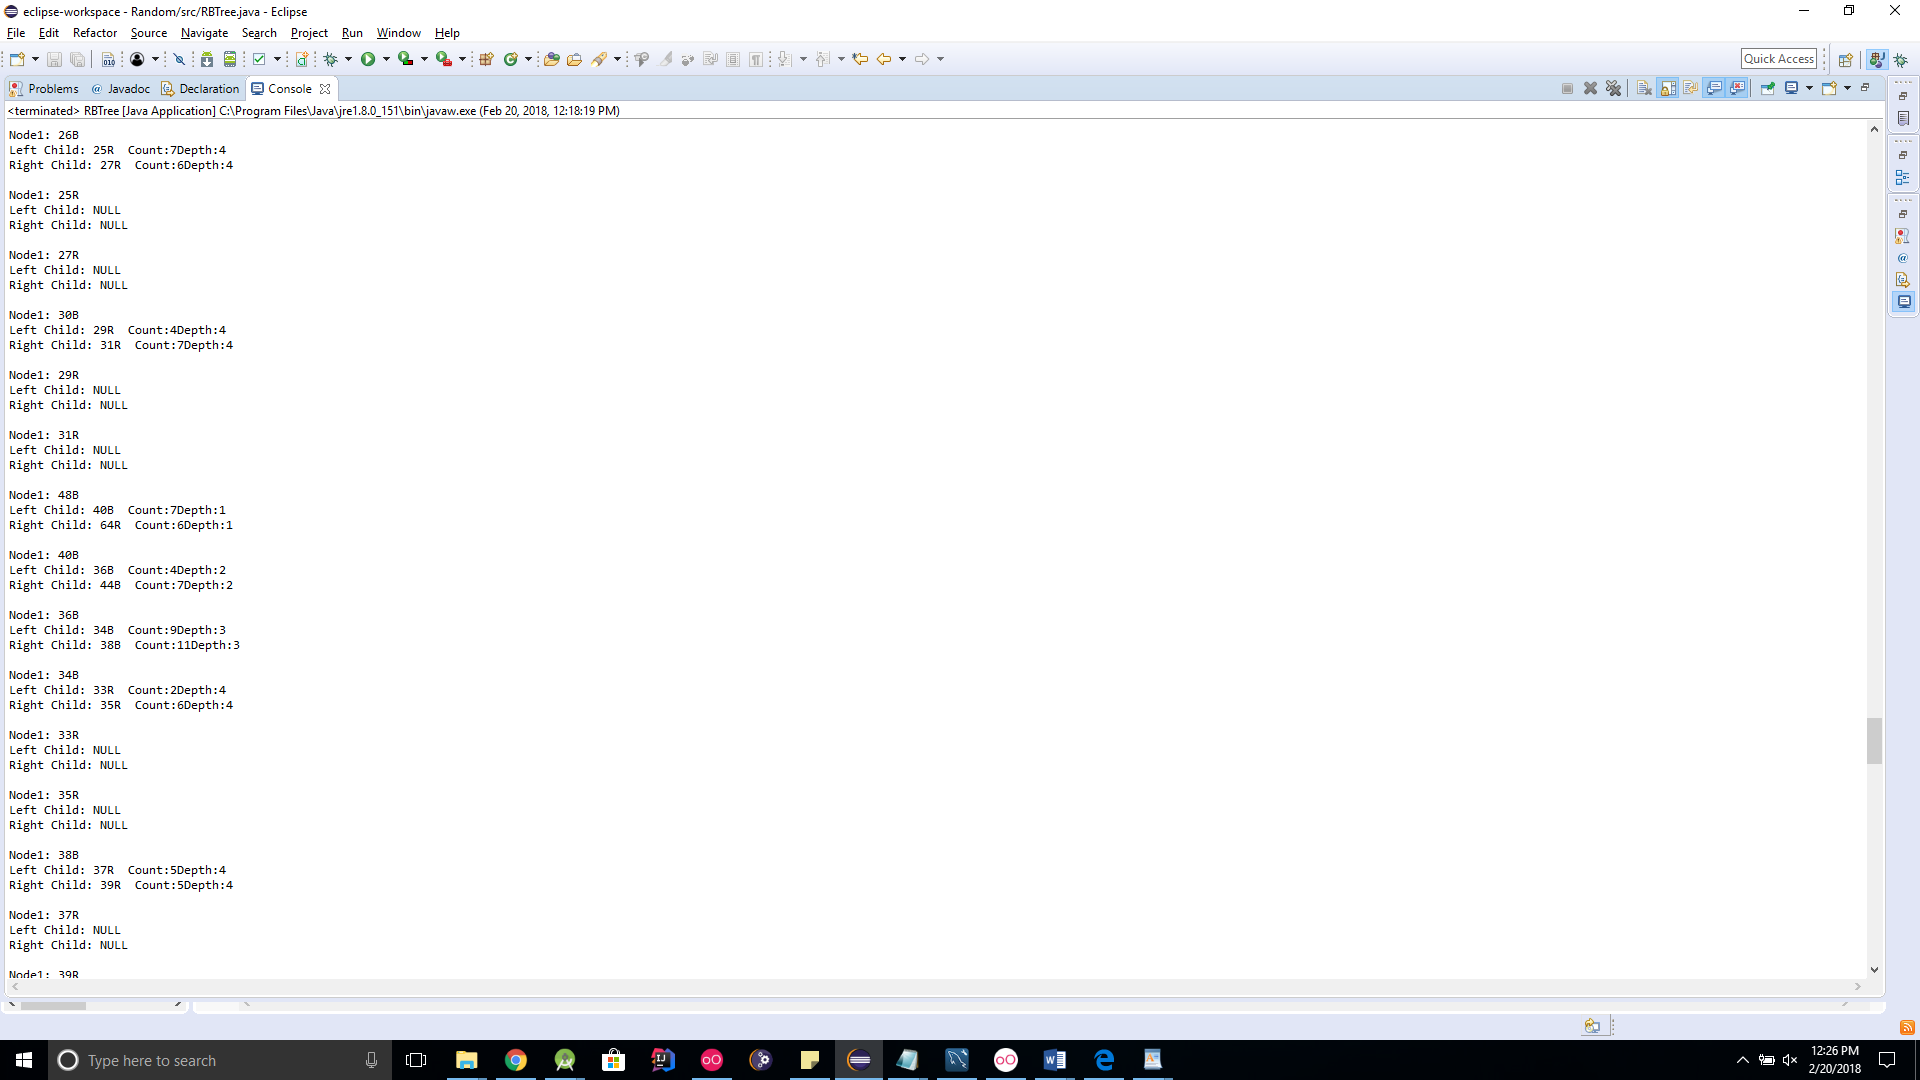 eclipse-workspace - Random/src/RBTree.java - Eclipse
File Edit Refactor Source Navigate Search Project Run Window Help
Quick Access
Problems @ Javadoc Declaration Console
<terminated> RBTree [Java Application] C:\Program Files\Java\jre1.8.0_151\bin\javaw.exe (Feb 20, 2018, 12:18:19 PM)
Node1: 26B
Left Child: 25R  Count:7Depth:4
Right Child: 27R  Count:6Depth:4
Node1: 25R
Left Child: NULL
Right Child: NULL
Node1: 27R
Left Child: NULL
Right Child: NULL
Node1: 30B
Left Child: 29R  Count:4Depth:4
Right Child: 31R  Count:7Depth:4
Node1: 29R
Left Child: NULL
Right Child: NULL
Node1: 31R
Left Child: NULL
Right Child: NULL
Node1: 48B
Left Child: 40B  Count:7Depth:1
Right Child: 64R  Count:6Depth:1
Node1: 40B
Left Child: 36B  Count:4Depth:2
Right Child: 44B  Count:7Depth:2
Node1: 36B
Left Child: 34B  Count:9Depth:3
Right Child: 38B  Count:11Depth:3
Node1: 34B
Left Child: 33R  Count:2Depth:4
Right Child: 35R  Count:6Depth:4
Node1: 33R
Left Child: NULL
Right Child: NULL
Node1: 35R
Left Child: NULL
Right Child: NULL
Node1: 38B
Left Child: 37R  Count:5Depth:4
Right Child: 39R  Count:5Depth:4
Node1: 37R
Left Child: NULL
Right Child: NULL
Node1: 39R
Type here to search
12:26 PM
2/20/2018